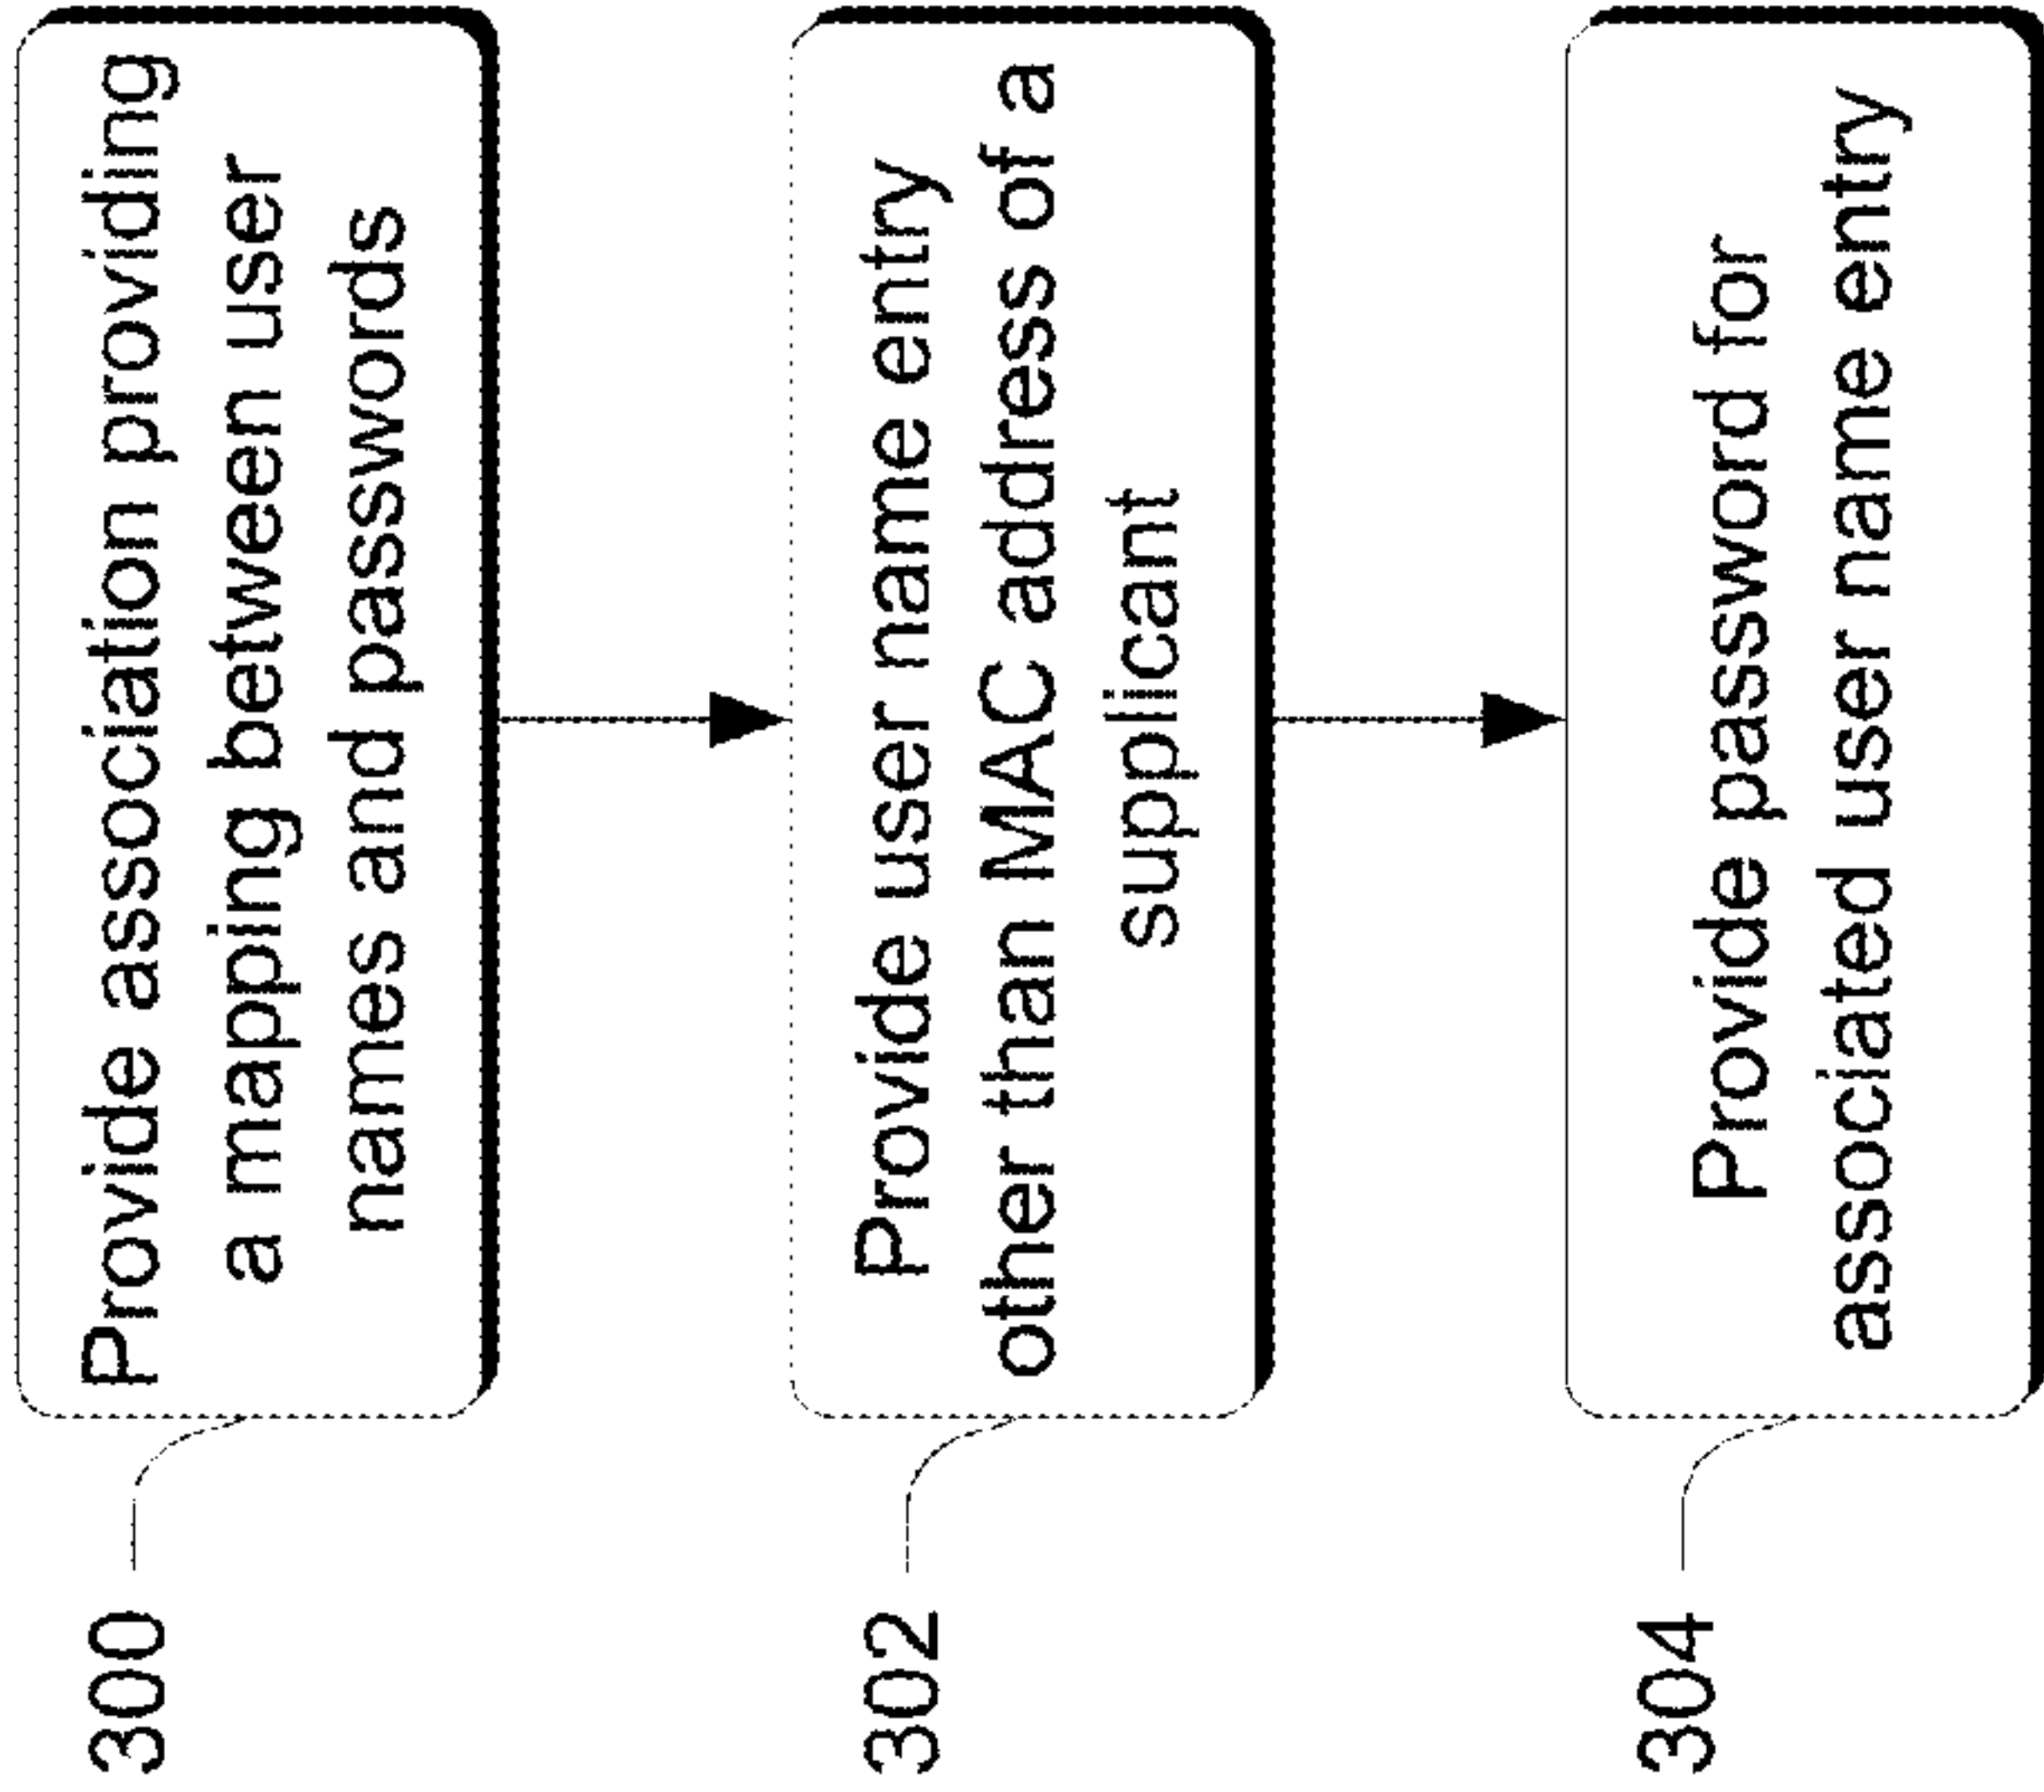 300
Provide association providing
a mapping between user
names and passwords
302
Provide user name entry
other than MAC address of a
supplicant
304
Provide password for
associated user name entry